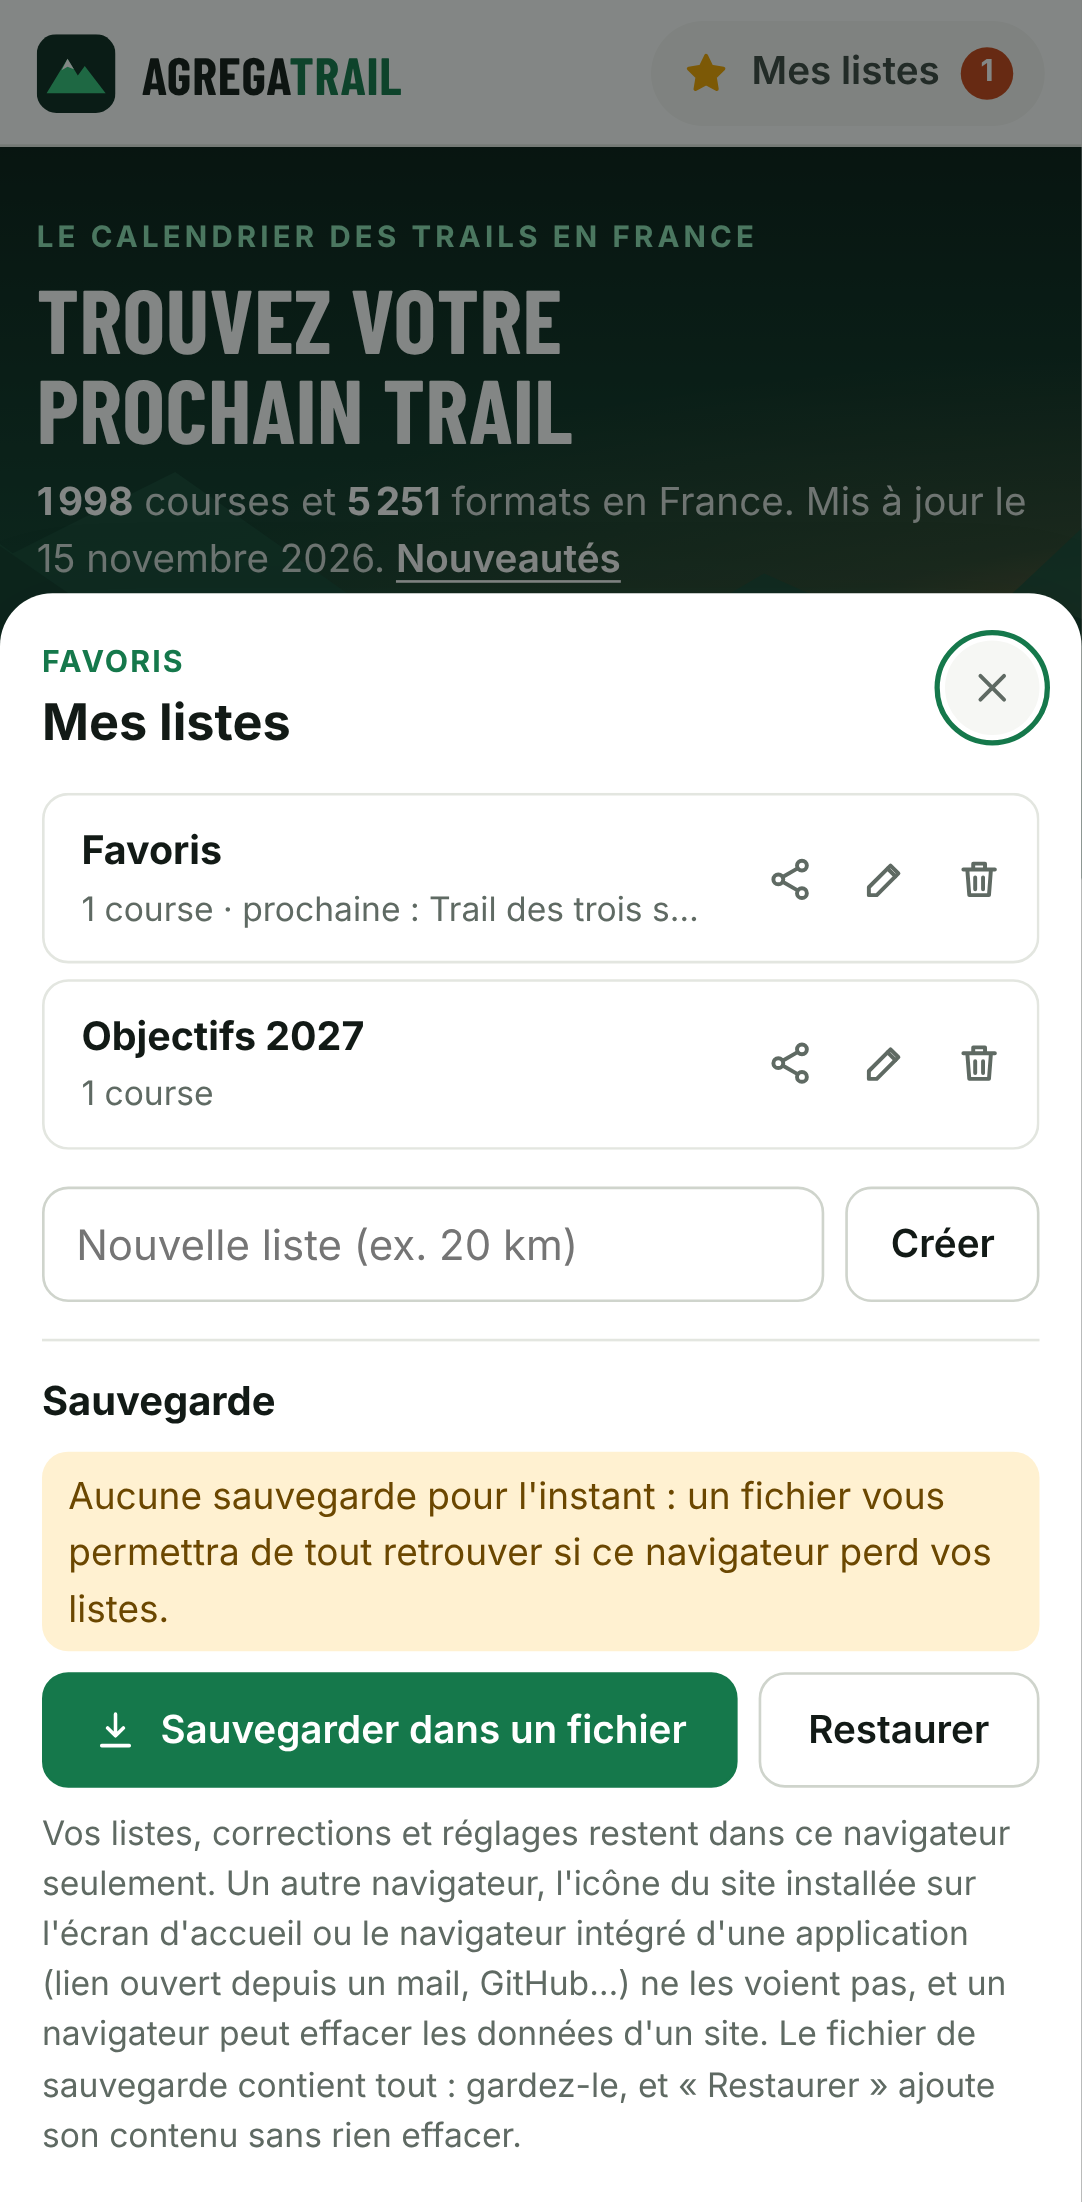 AGREGATRAIL
Mes listes 1
LE CALENDRIER DES TRAILS EN FRANCE
TROUVEZ VOTRE
PROCHAIN TRAIL
1 998 courses et 5 251 formats en France. Mis à jour le
15 novembre 2026. Nouveautés
FAVORIS
Mes listes
Favoris
1 course · prochaine : Trail des trois s...
Objectifs 2027
1 course
Nouvelle liste (ex. 20 km)
Créer
Sauvegarde
Aucune sauvegarde pour l'instant : un fichier vous
permettra de tout retrouver si ce navigateur perd vos
listes.
Sauvegarder dans un fichier
Restaurer
Vos listes, corrections et réglages restent dans ce navigateur
seulement. Un autre navigateur, l'icône du site installée sur
l'écran d'accueil ou le navigateur intégré d'une application
(lien ouvert depuis un mail, GitHub...) ne les voient pas, et un
navigateur peut effacer les données d'un site. Le fichier de
sauvegarde contient tout : gardez-le, et « Restaurer » ajoute
son contenu sans rien effacer.